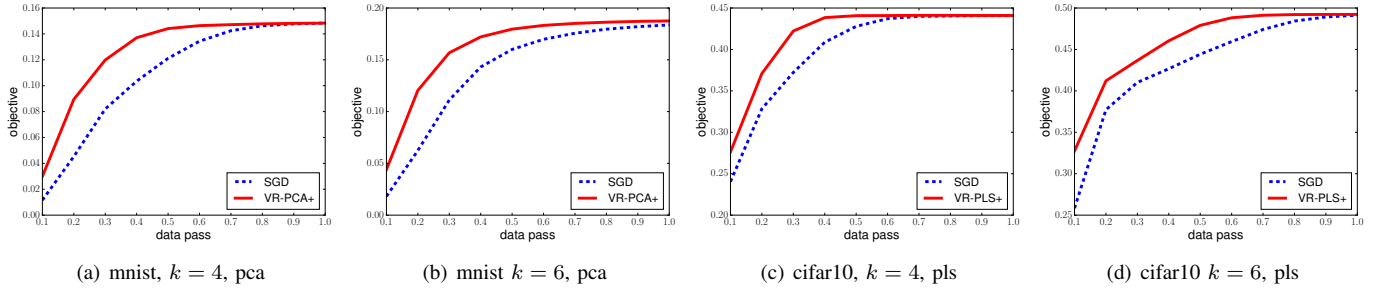 0.16
0.14
0.12
0.10
0.08
0.06
0.04
0.02
0.00
objective
0.1 0.2 0.3 0.4 0.5 0.6 0.7 0.8 0.9 1.0
data pass
SGD
VR-PCA+
(a) mnist, k = 4, pca
0.20
0.15
0.10
0.05
0.00
objective
0.1 0.2 0.3 0.4 0.5 0.6 0.7 0.8 0.9 1.0
data pass
SGD
VR-PCA+
(b) mnist k = 6, pca
0.45
0.40
0.35
0.30
0.25
0.20
objective
0.1 0.2 0.3 0.4 0.5 0.6 0.7 0.8 0.9 1.0
data pass
SGD
VR-PLS+
(c) cifar10, k = 4, pls
0.50
0.45
0.40
0.35
0.30
0.25
objective
0.1 0.2 0.3 0.4 0.5 0.6 0.7 0.8 0.9 1.0
data pass
SGD
VR-PLS+
(d) cifar10 k = 6, pls